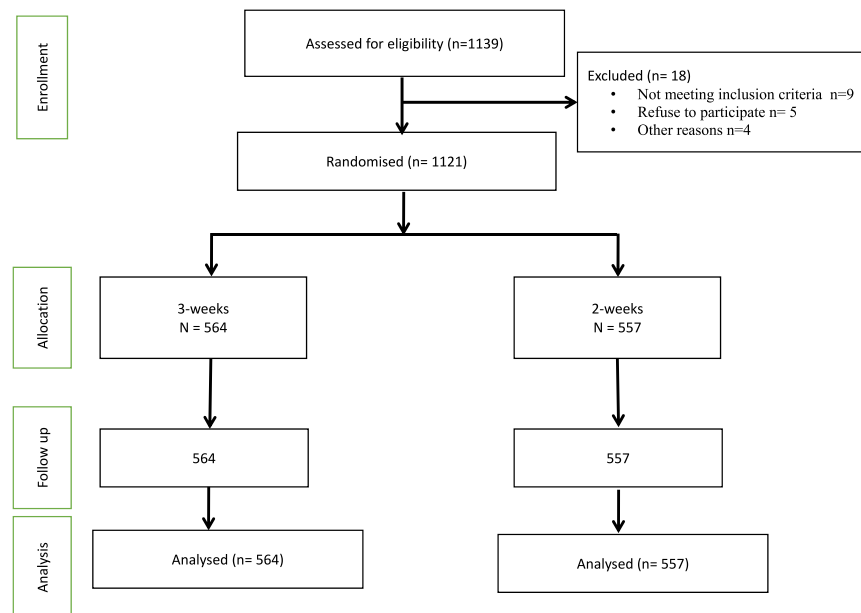 Enrollment
Assessed for eligibility (n=1139)
Excluded (n= 18)
• Not meeting inclusion criteria n=9
• Refuse to participate n= 5
• Other reasons n=4
Randomised (n= 1121)
Allocation
3-weeks
N = 564
2-weeks
N = 557
Follow up
564
557
Analysis
Analysed (n= 564)
Analysed (n= 557)